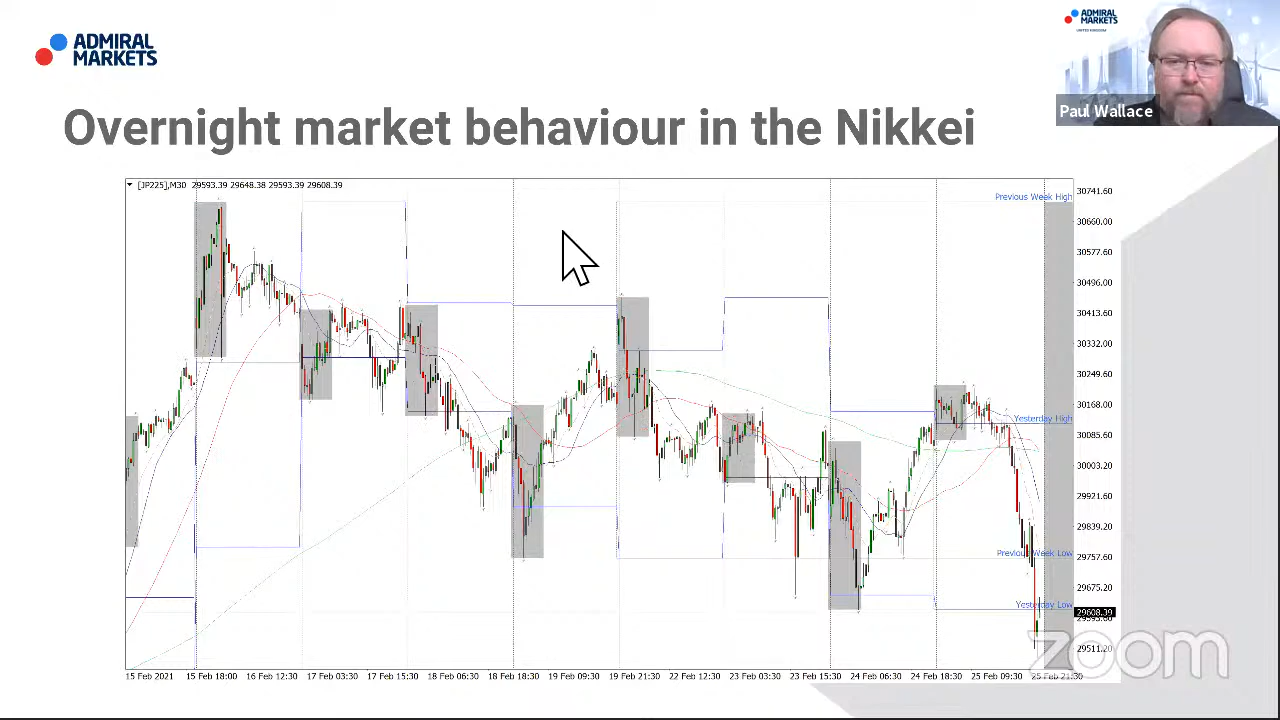 ADMIRAL
MARKETS
ADMIRAL
MARKETS
UNITED KINGDOM
Paul Wallace
Overnight market behaviour in the Nikkei
[JP225],M30 29593.39 29648.38 29593.39 29608.39
Previous Week High
Yesterday High
Previous Week Low
Yesterday Low
30741.60
30660.00
30577.60
30496.00
30413.60
30332.00
30249.60
30168.00
30085.60
30003.20
29921.60
29839.20
29757.60
29675.20
29608.39
29593.60
29511.20
15 Feb 2021 15 Feb 18:00 16 Feb 12:30 17 Feb 0 Feb 15:30 18 Feb 06:30 18 Feb 18:30 19 Feb 09:30 19 Feb 21:30 22 Feb 12:30 23 Feb 03:30 23 Feb 15:30 24 Feb 06:30 24 Feb 18:30 25 Feb 09:30 25 Feb 21:30
zoom